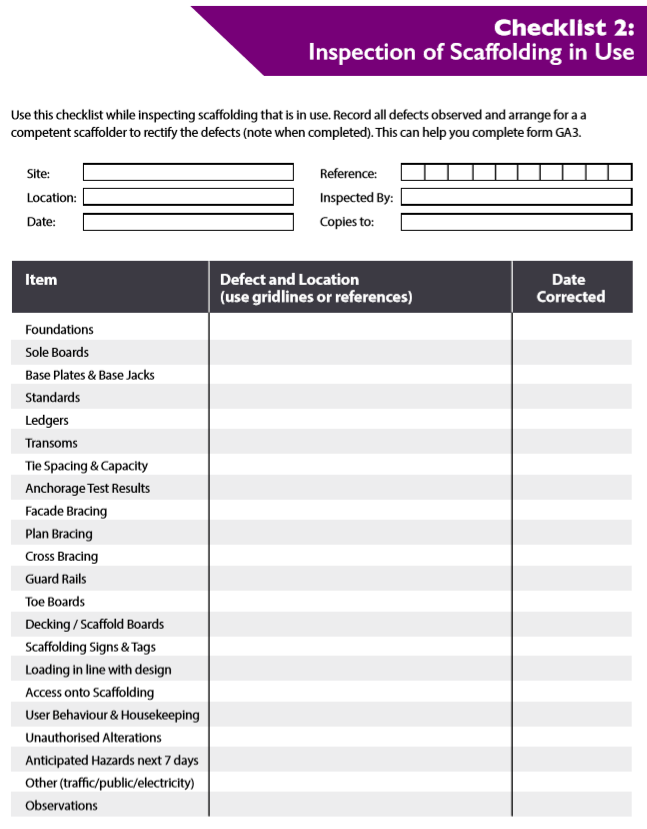 Checklist 2:
Inspection of Scaffolding in Use
Use this checklist while inspecting scaffolding that is in use. Record all defects observed and arrange for a a
competent scaffolder to rectify the defects (note when completed). This can help you complete form GA3.
Site:
Reference:
Location:
Inspected By:
Date:
Copies to:
Item
Defect and Location
(use gridlines or references)
Date
Corrected
Foundations
Sole Boards
Base Plates & Base Jacks
Standards
Ledgers
Transoms
Tie Spacing & Capacity
Anchorage Test Results
Facade Bracing
Plan Bracing
Cross Bracing
Guard Rails
Toe Boards
Decking / Scaffold Boards
Scaffolding Signs & Tags
Loading in line with design
Access onto Scaffolding
User Behaviour & Housekeeping
Unauthorised Alterations
Anticipated Hazards next 7 days
Other (traffic/public/electricity)
Observations